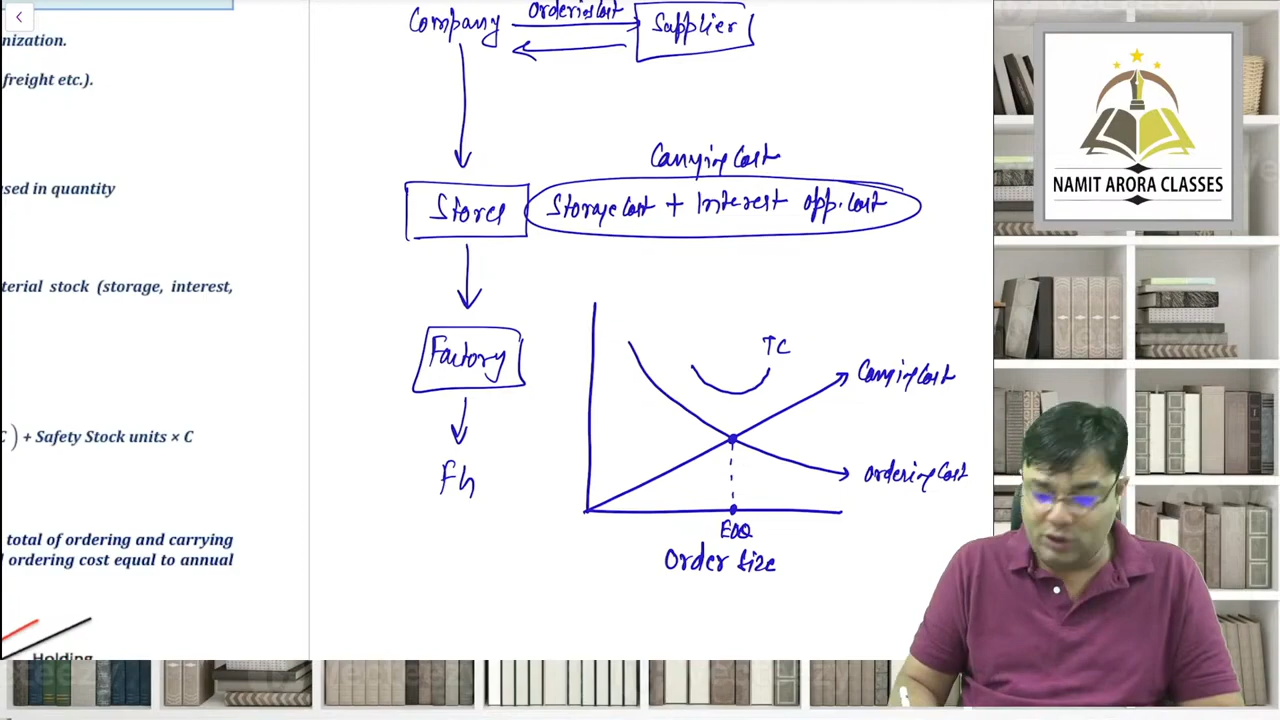 nization.
freight etc.).
used in quantity
terial stock (storage, interest,
) + Safety Stock units × C
total of ordering and carrying
ordering cost equal to annual
Holding
Company
Ordering Cost
Supplier
Carrying Cost
Stores
Storage Cost + Interest opp. Cost
Factory
TC
Carrying Cost
Ordering Cost
EOQ
Order Size
NAMIT ARORA CLASSES